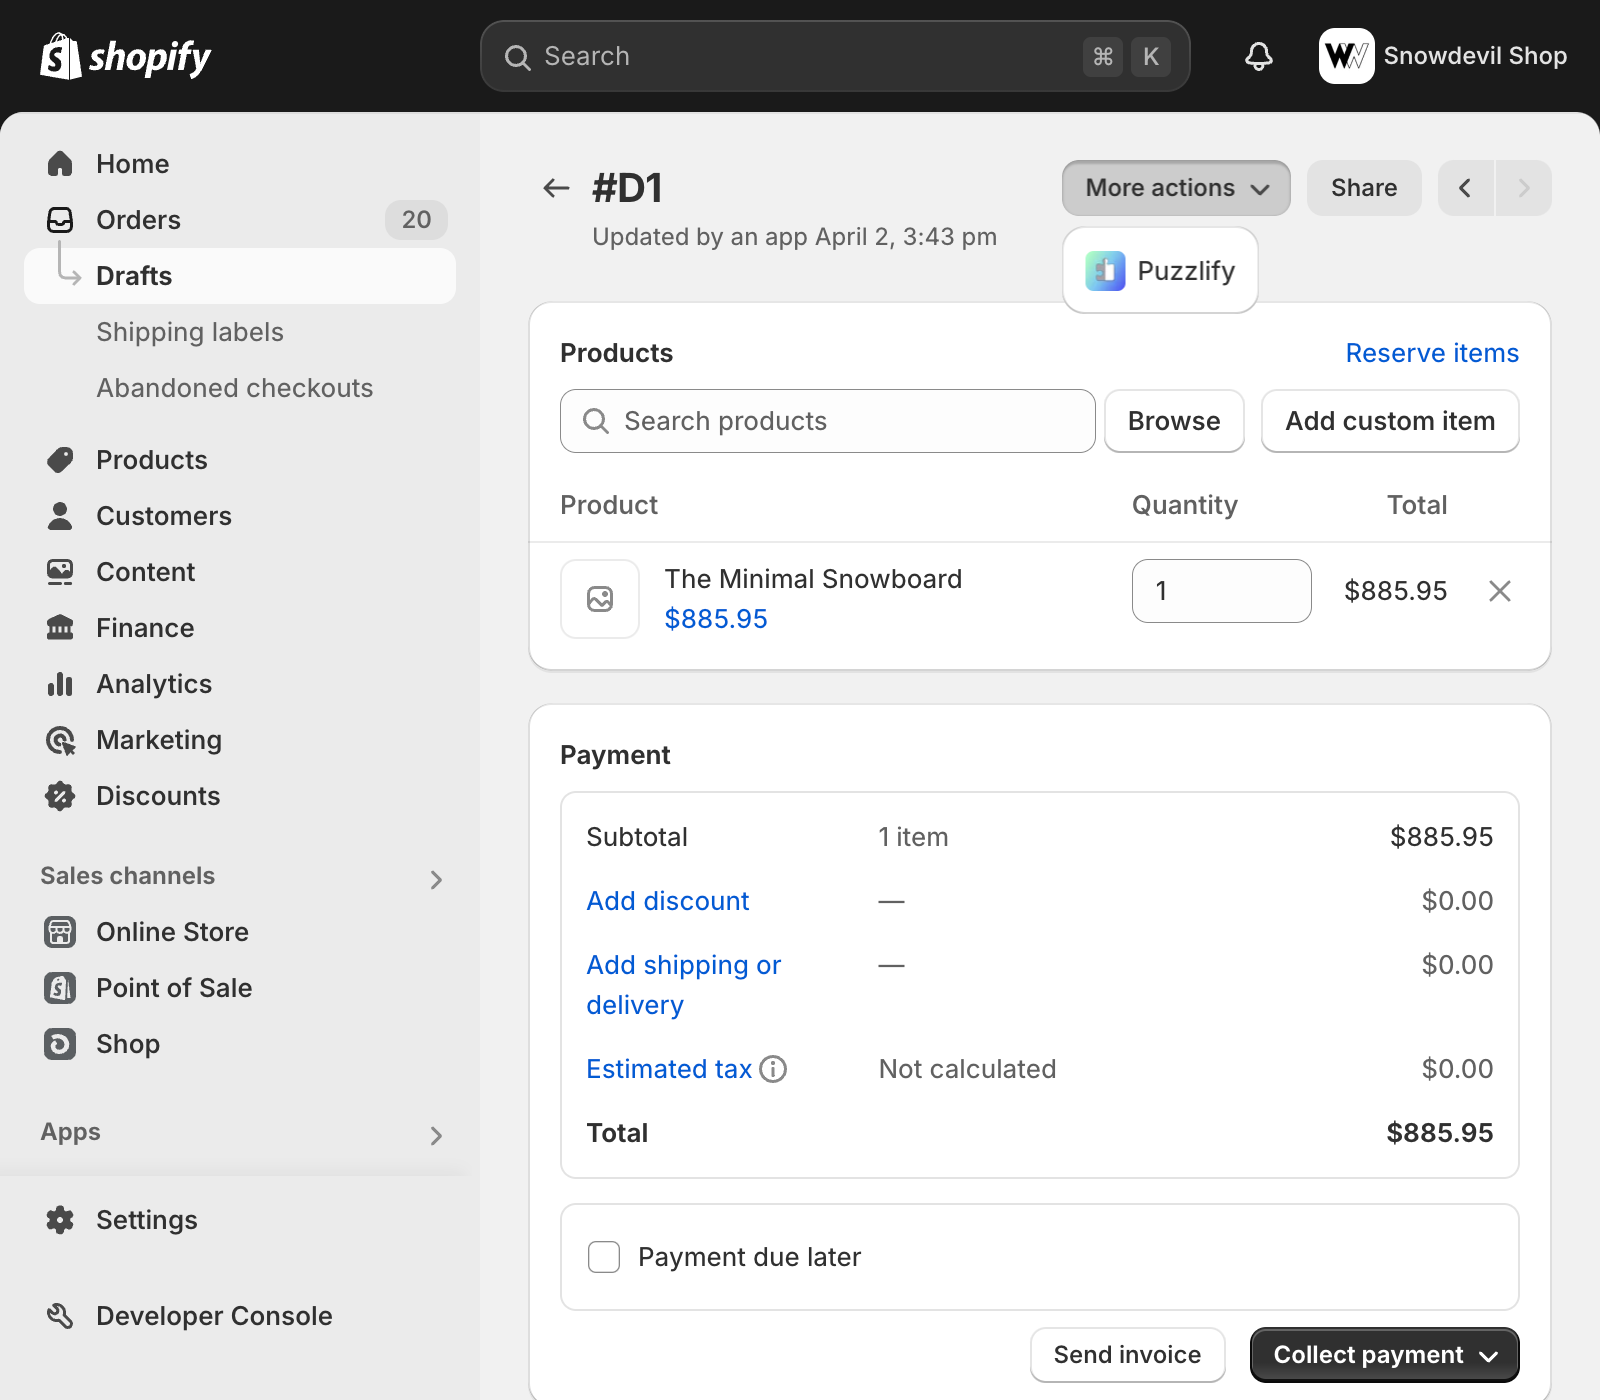 shopify
Search
⌘ K
Snowdevil Shop
Home
Orders 20
Drafts
Shipping labels
Abandoned checkouts
Products
Customers
Content
Finance
Analytics
Marketing
Discounts
Sales channels
Online Store
Point of Sale
Shop
Apps
Settings
Developer Console
#D1
Updated by an app April 2, 3:43 pm
More actions
Share
Puzzlify
Products
Reserve items
Search products
Browse
Add custom item
Product Quantity Total
The Minimal Snowboard
$885.95
1
$885.95
Payment
Subtotal 1 item $885.95
Add discount — $0.00
Add shipping or — $0.00
delivery
Estimated tax Not calculated $0.00
Total $885.95
Payment due later
Send invoice
Collect payment